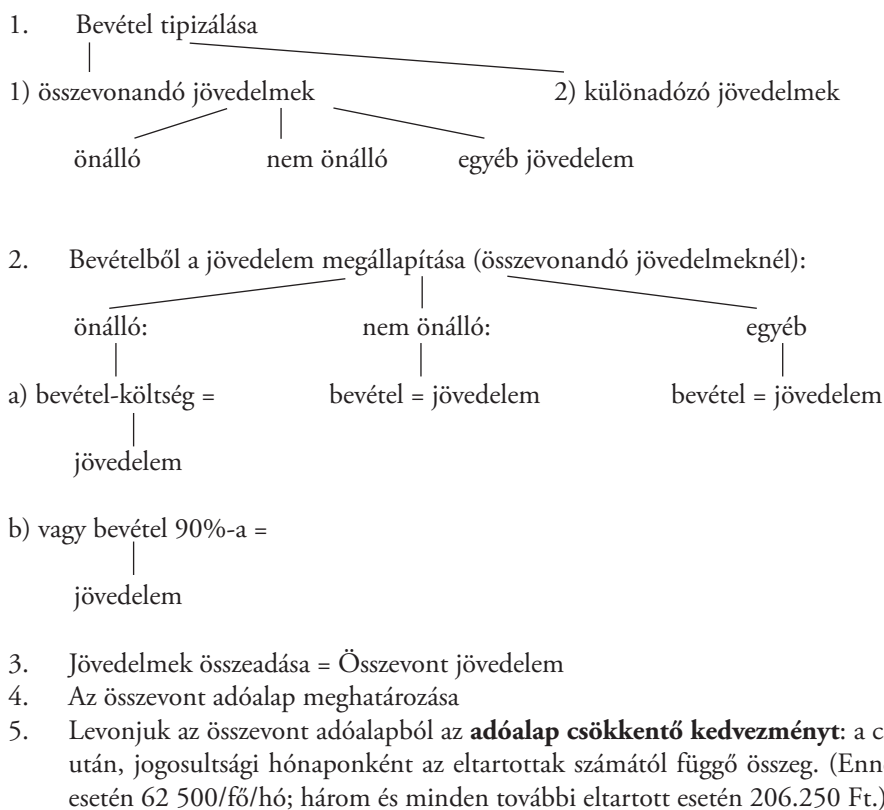 1. Bevétel tipizálása
1) összevonandó jövedelmek 2) különadózó jövedelmek
önálló nem önálló egyéb jövedelem
2. Bevételből a jövedelem megállapítása (összevonandó jövedelmeknél):
önálló: nem önálló: egyéb
a) bevétel-költség = bevétel = jövedelem bevétel = jövedelem
jövedelem
b) vagy bevétel 90%-a =
jövedelem
3. Jövedelmek összeadása = Összevont jövedelem
4. Az összevont adóalap meghatározása
5. Levonjuk az összevont adóalapból az adóalap csökkentő kedvezményt: a
után, jogosultsági hónaponként az eltartottak számától függő összeg.
esetén 62 500/fő/hó; három és minden további eltartott esetén 206.250 Ft.)